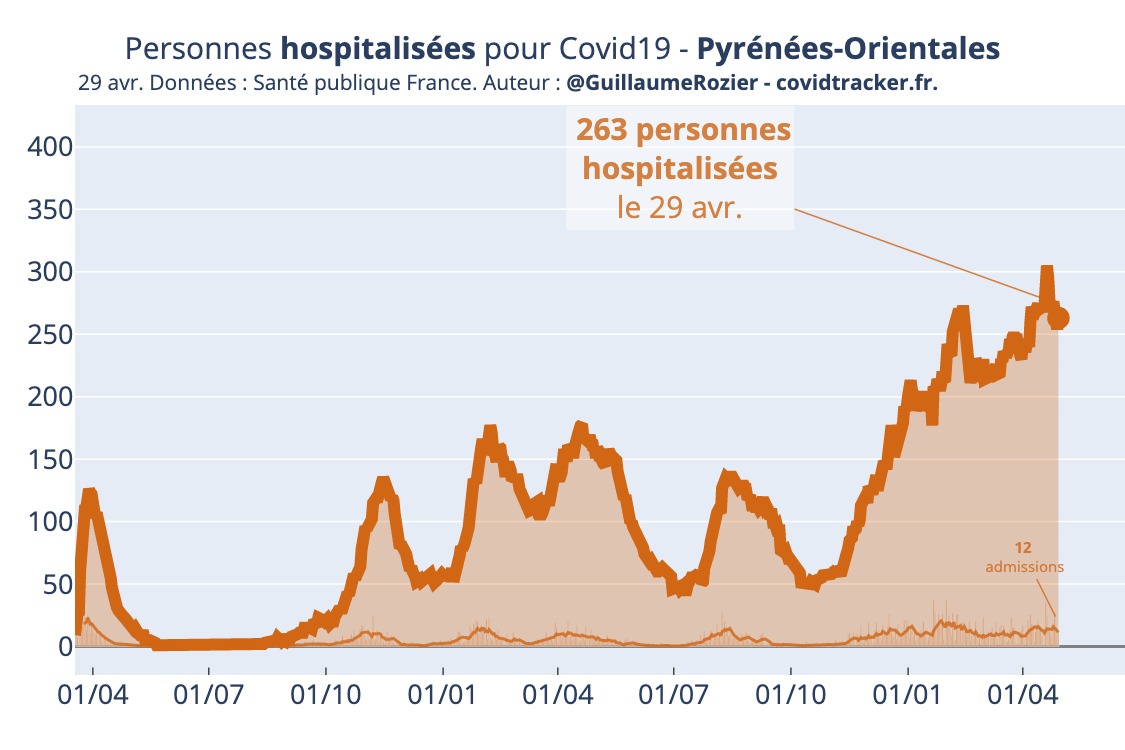 Personnes hospitalisées pour Covid19 - Pyrénées-Orientales
29 avr. Données : Santé publique France. Auteur : @GuillaumeRozier - covidtracker.fr.
263 personnes
hospitalisées
le 29 avr.
400
350
300
250
200
150
100
50
0
12
admissions
01/04 01/07 01/10 01/01 01/04 01/07 01/10 01/01 01/04